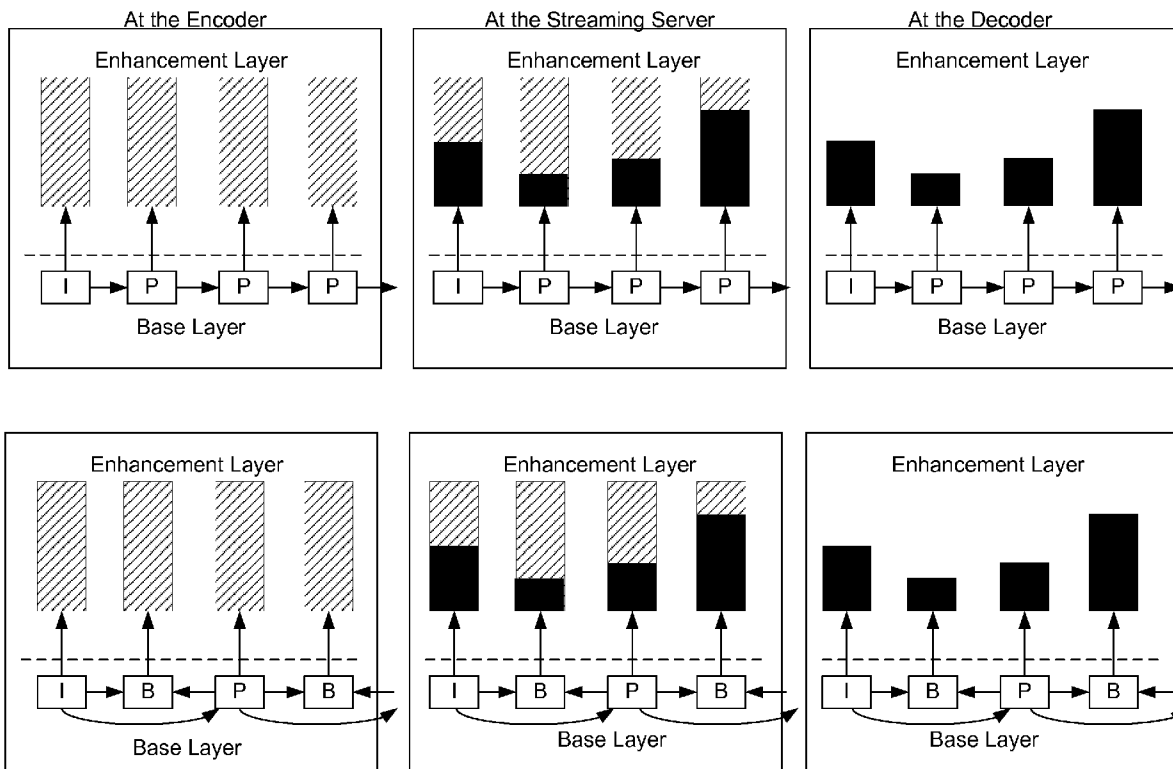 At the Encoder
At the Streaming Server
At the Decoder
Enhancement Layer
Enhancement Layer
Enhancement Layer
I P P P
I P P P
I P P P
Base Layer
Base Layer
Base Layer
Enhancement Layer
Enhancement Layer
Enhancement Layer
I B P B
I B P B
I B P B
Base Layer
Base Layer
Base Layer